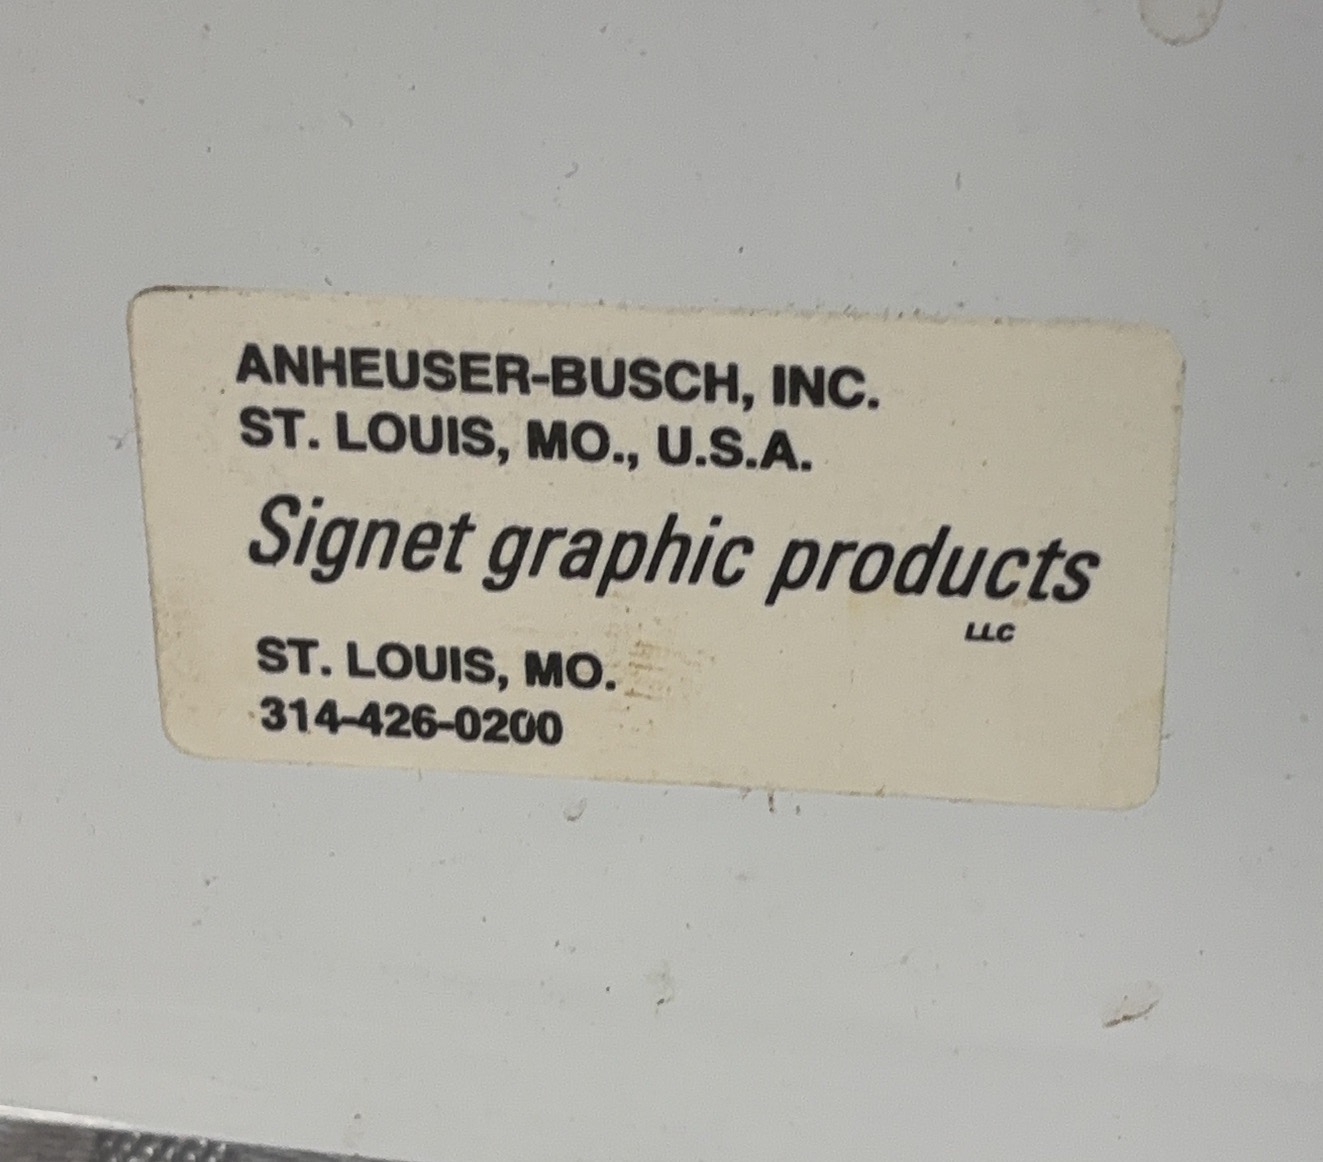 ANHEUSER-BUSCH, INC.
ST. LOUIS, MO., U.S.A.
Signet graphic products
LLC
ST. LOUIS, MO.
314-426-0200